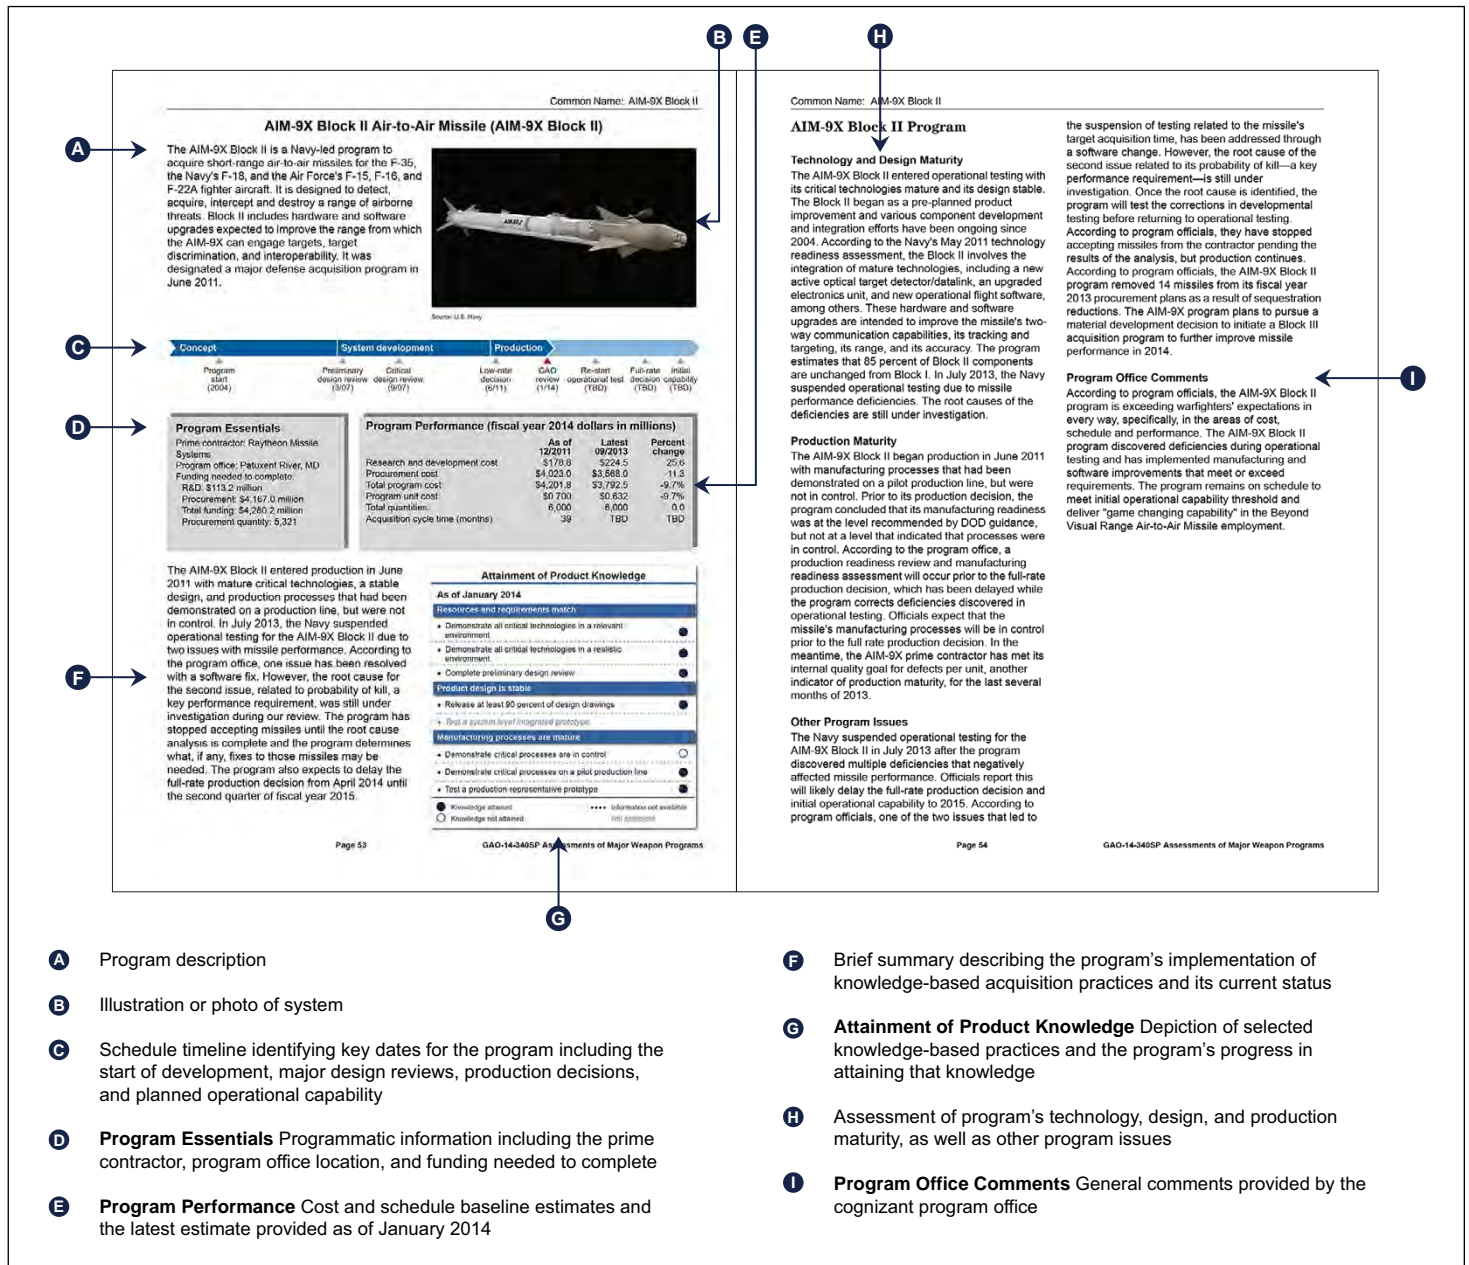 B
E
H
Common Name: AIM-9X Block II
AIM-9X Block II Air-to-Air Missile (AIM-9X Block II)
A
The AIM-9X Block II is a Navy-led program to
acquire short-range air-to-air missiles for the F-35,
the Navy's F-18, and the Air Force's F-15, F-16, and
F-22A fighter aircraft. It is designed to detect,
acquire, intercept and destroy a range of airborne
threats. Block II includes hardware and software
upgrades expected to improve the range from which
the AIM-9X can engage targets, target
discrimination, and interoperability. It was
designated a major defense acquisition program in
June 2011.
Source: U.S. Navy.
C
Concept
System development
Production
Program start (2004)
Preliminary design review (3/07)
Critical design review (9/07)
Low-rate decision (6/11)
GAO review (1/14)
Re-start operational test (TBD)
Full-rate decision (TBD)
Initial capability (TBD)
D
Program Essentials
Prime contractor: Raytheon Missile
Systems
Program office: Patuxent River, MD
Funding needed to complete:
R&D: $113.2 million
Procurement: $4,167.0 million
Total funding: $4,280.2 million
Procurement quantity: 5,321
Program Performance (fiscal year 2014 dollars in millions)
As of 12/2011 Latest 09/2013 Percent change
Research and development cost $178.8 $224.5 25.6
Procurement cost $4,023.0 $3,568.0 -11.3
Total program cost $4,201.8 $3,792.5 -9.7%
Program unit cost $0.700 $0.632 -9.7%
Total quantities 6,000 6,000 0.0
Acquisition cycle time (months) 39 TBD TBD
The AIM-9X Block II entered production in June
2011 with mature critical technologies, a stable
design, and production processes that had been
demonstrated on a production line, but were not
in control. In July 2013, the Navy suspended
operational testing for the AIM-9X Block II due to
two issues with missile performance. According to
the program office, one issue has been resolved
F
with a software fix. However, the root cause for
the second issue, related to probability of kill, a
key performance requirement, was still under
investigation during our review. The program has
stopped accepting missiles until the root cause
analysis is complete and the program determines
what, if any, fixes to those missiles may be
needed. The program also expects to delay the
full-rate production decision from April 2014 until
the second quarter of fiscal year 2015.
Attainment of Product Knowledge
As of January 2014
Resources and requirements match
• Demonstrate all critical technologies in a relevant
environment
• Demonstrate all critical technologies in a realistic
environment
• Complete preliminary design review
Product design is stable
• Release at least 90 percent of design drawings
• Test a system-level integrated prototype
Manufacturing processes are mature
• Demonstrate critical processes are in control
• Demonstrate critical processes on a pilot production line
• Test a production representative prototype
Knowledge attained
Information not available
Knowledge not attained
Not applicable
Page 53
GAO-14-340SP Assessments of Major Weapon Programs
G
Common Name: AIM-9X Block II
AIM-9X Block II Program
Technology and Design Maturity
The AIM-9X Block II entered operational testing with
its critical technologies mature and its design stable.
The Block II began as a pre-planned product
improvement and various component development
and integration efforts have been ongoing since
2004. According to the Navy's May 2011 technology
readiness assessment, the Block II involves the
integration of mature technologies, including a new
active optical target detector/datalink, an upgraded
electronics unit, and new operational flight software,
among others. These hardware and software
upgrades are intended to improve the missile's two-
way communication capabilities, its tracking and
targeting, its range, and its accuracy. The program
estimates that 85 percent of Block II components
are unchanged from Block I. In July 2013, the Navy
suspended operational testing due to missile
performance deficiencies. The root causes of the
deficiencies are still under investigation.
Production Maturity
The AIM-9X Block II began production in June 2011
with manufacturing processes that had been
demonstrated on a pilot production line, but were
not in control. Prior to its production decision, the
program concluded that its manufacturing readiness
was at the level recommended by DOD guidance,
but not at a level that indicated that processes were
in control. According to the program office, a
production readiness review and manufacturing
readiness assessment will occur prior to the full-rate
production decision, which has been delayed while
the program corrects deficiencies discovered in
operational testing. Officials expect that the
missile's manufacturing processes will be in control
prior to the full rate production decision. In the
meantime, the AIM-9X prime contractor has met its
internal quality goal for defects per unit, another
indicator of production maturity, for the last several
months of 2013.
Other Program Issues
The Navy suspended operational testing for the
AIM-9X Block II in July 2013 after the program
discovered multiple deficiencies that negatively
affected missile performance. Officials report this
will likely delay the full-rate production decision and
initial operational capability to 2015. According to
program officials, one of the two issues that led to
the suspension of testing related to the missile's
target acquisition time, has been addressed through
a software change. However, the root cause of the
second issue related to its probability of kill—a key
performance requirement—is still under
investigation. Once the root cause is identified, the
program will test the corrections in developmental
testing before returning to operational testing.
According to program officials, they have stopped
accepting missiles from the contractor pending the
results of the analysis, but production continues.
According to program officials, the AIM-9X Block II
program removed 14 missiles from its fiscal year
2013 procurement plans as a result of sequestration
reductions. The AIM-9X program plans to pursue a
material development decision to initiate a Block III
acquisition program to further improve missile
performance in 2014.
Program Office Comments
I
According to program officials, the AIM-9X Block II
program is exceeding warfighters' expectations in
every way, specifically, in the areas of cost,
schedule and performance. The AIM-9X Block II
program discovered deficiencies during operational
testing and has implemented manufacturing and
software improvements that meet or exceed
requirements. The program remains on schedule to
meet initial operational capability threshold and
deliver "game changing capability" in the Beyond
Visual Range Air-to-Air Missile employment.
Page 54
GAO-14-340SP Assessments of Major Weapon Programs
A Program description
B Illustration or photo of system
C Schedule timeline identifying key dates for the program including the
start of development, major design reviews, production decisions,
and planned operational capability
D Program Essentials Programmatic information including the prime
contractor, program office location, and funding needed to complete
E Program Performance Cost and schedule baseline estimates and
the latest estimate provided as of January 2014
F Brief summary describing the program's implementation of
knowledge-based acquisition practices and its current status
G Attainment of Product Knowledge Depiction of selected
knowledge-based practices and the program's progress in
attaining that knowledge
H Assessment of program's technology, design, and production
maturity, as well as other program issues
I Program Office Comments General comments provided by the
cognizant program office